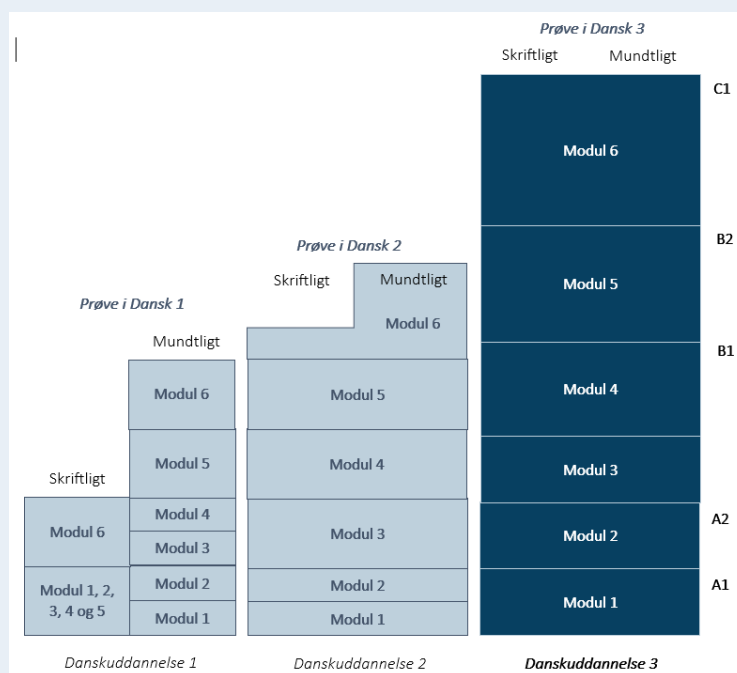 Prøve i Dansk 3
Skriftligt Mundtligt
C1
Modul 6
B2
Prøve i Dansk 2
Skriftligt Mundtligt
Modul 5
Prøve i Dansk 1
Modul 6
Mundtligt
B1
Modul 6
Modul 5
Modul 4
Modul 5
Modul 4
Modul 3
Skriftligt
Modul 4
A2
Modul 6
Modul 3
Modul 3
Modul 2
Modul 1, 2,
3, 4 og 5
Modul 2
Modul 2
A1
Modul 1
Modul 1
Modul 1
Danskuddannelse 1 Danskuddannelse 2 Danskuddannelse 3